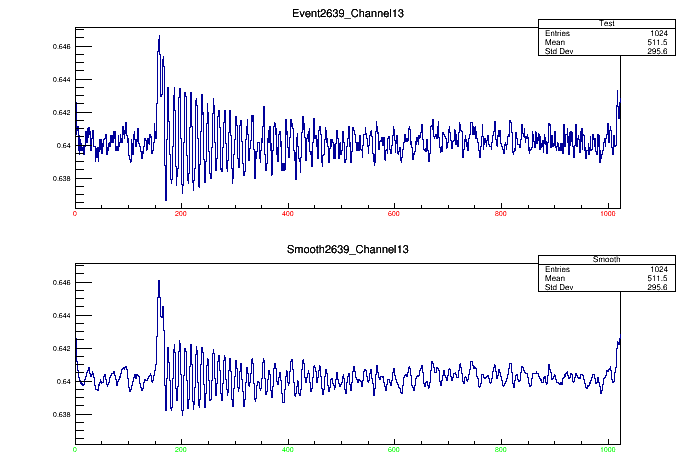 Event2639_Channel13
Test
Entries 1024
Mean 511.5
Std Dev 295.6
0.646
0.644
0.642
0.64
0.638
0 200 400 600 800 1000
Smooth2639_Channel13
Smooth
Entries 1024
Mean 511.5
Std Dev 295.6
0.646
0.644
0.642
0.64
0.638
0 200 400 600 800 1000